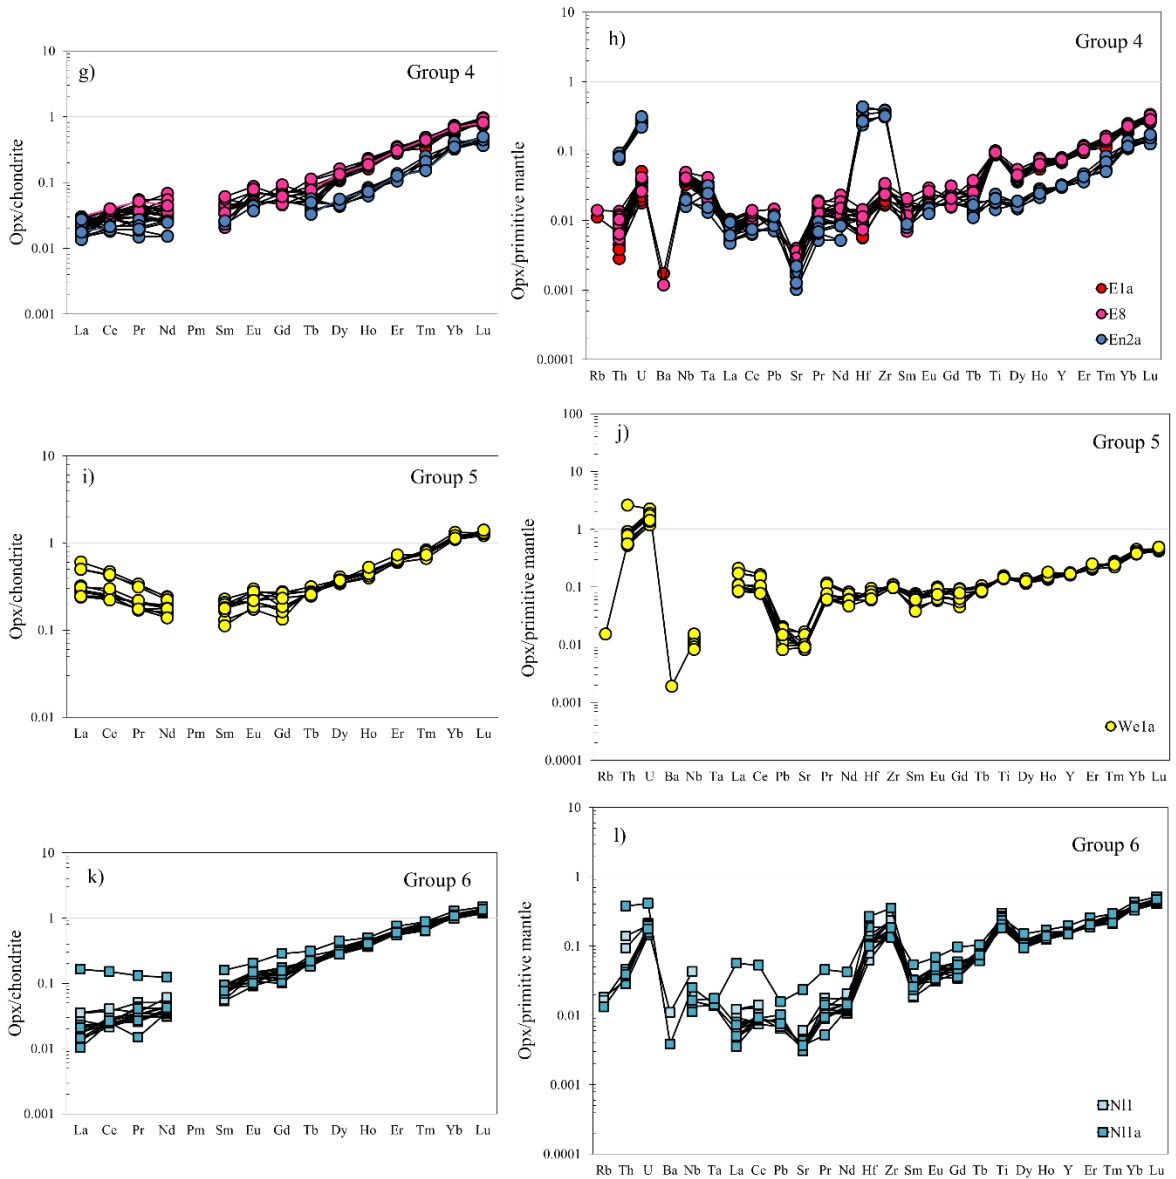 g)
Group 4
Opx/chondrite
10
1
0.1
0.01
0.001
La Ce Pr Nd Pm Sm Eu Gd Tb Dy Ho Er Tm Yb Lu
h)
Group 4
Opx/primitive mantle
10
1
0.1
0.01
0.001
0.0001
E1a
E8
En2a
Rb Th U Ba Nb Ta La Ce Pb Sr Pr Nd Hf Zr Sm Eu Gd Tb Ti Dy Ho Y Er Tm Yb Lu
i)
Group 5
Opx/chondrite
10
1
0.1
0.01
La Ce Pr Nd Pm Sm Eu Gd Tb Dy Ho Er Tm Yb Lu
j)
Group 5
Opx/primitive mantle
100
10
1
0.1
0.01
0.001
0.0001
We1a
Rb Th U Ba Nb Ta La Ce Pb Sr Pr Nd Hf Zr Sm Eu Gd Tb Ti Dy Ho Y Er Tm Yb Lu
k)
Group 6
Opx/chondrite
10
1
0.1
0.01
0.001
La Ce Pr Nd Pm Sm Eu Gd Tb Dy Ho Er Tm Yb Lu
l)
Group 6
Opx/primitive mantle
10
1
0.1
0.01
0.001
0.0001
Nl1
Nl1a
Rb Th U Ba Nb Ta La Ce Pb Sr Pr Nd Hf Zr Sm Eu Gd Tb Ti Dy Ho Y Er Tm Yb Lu